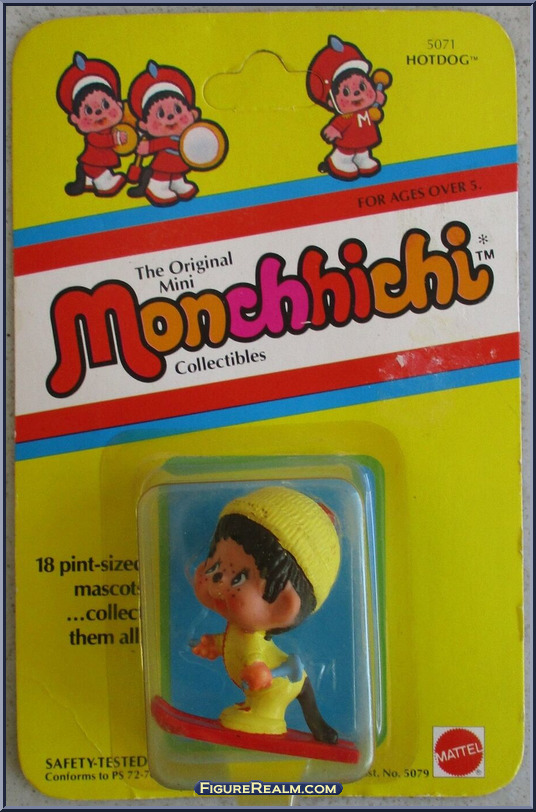 5071
HOTDOG™
M
FOR AGES OVER 5.
The Original
Mini
Monchhichi*™
Collectibles
18 pint-sized
mascots
...collec
them all
SAFETY-TESTED
Conforms to PS 72-7
st. No. 5079
MATTEL
®
FIGUREREALM.COM